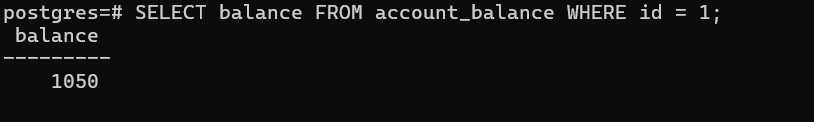 postgres=# SELECT balance FROM account_balance WHERE id = 1;
 balance
---------
    1050